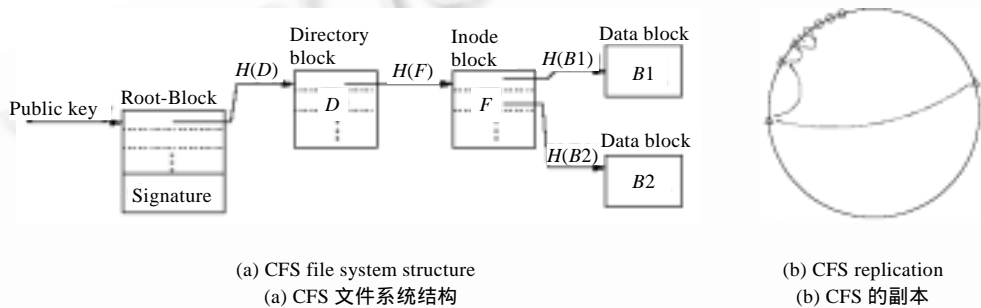 Directory
block
Inode
block
Data block
H(D)
H(F)
H(B1)
B1
Public key
Root-Block
D
F
Data block
H(B2)
B2
Signature
(a) CFS file system structure
(a) CFS 文件系统结构
(b) CFS replication
(b) CFS 的副本